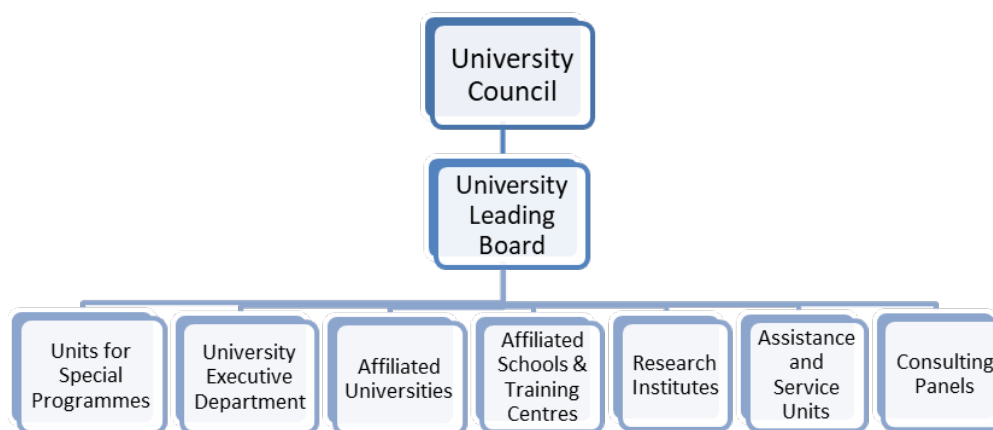 University
Council
University
Leading
Board
Units for
Special
Programmes
University
Executive
Department
Affiliated
Universities
Affiliated
Schools &
Training
Centres
Research
Institutes
Assistance
and
Service
Units
Consulting
Panels